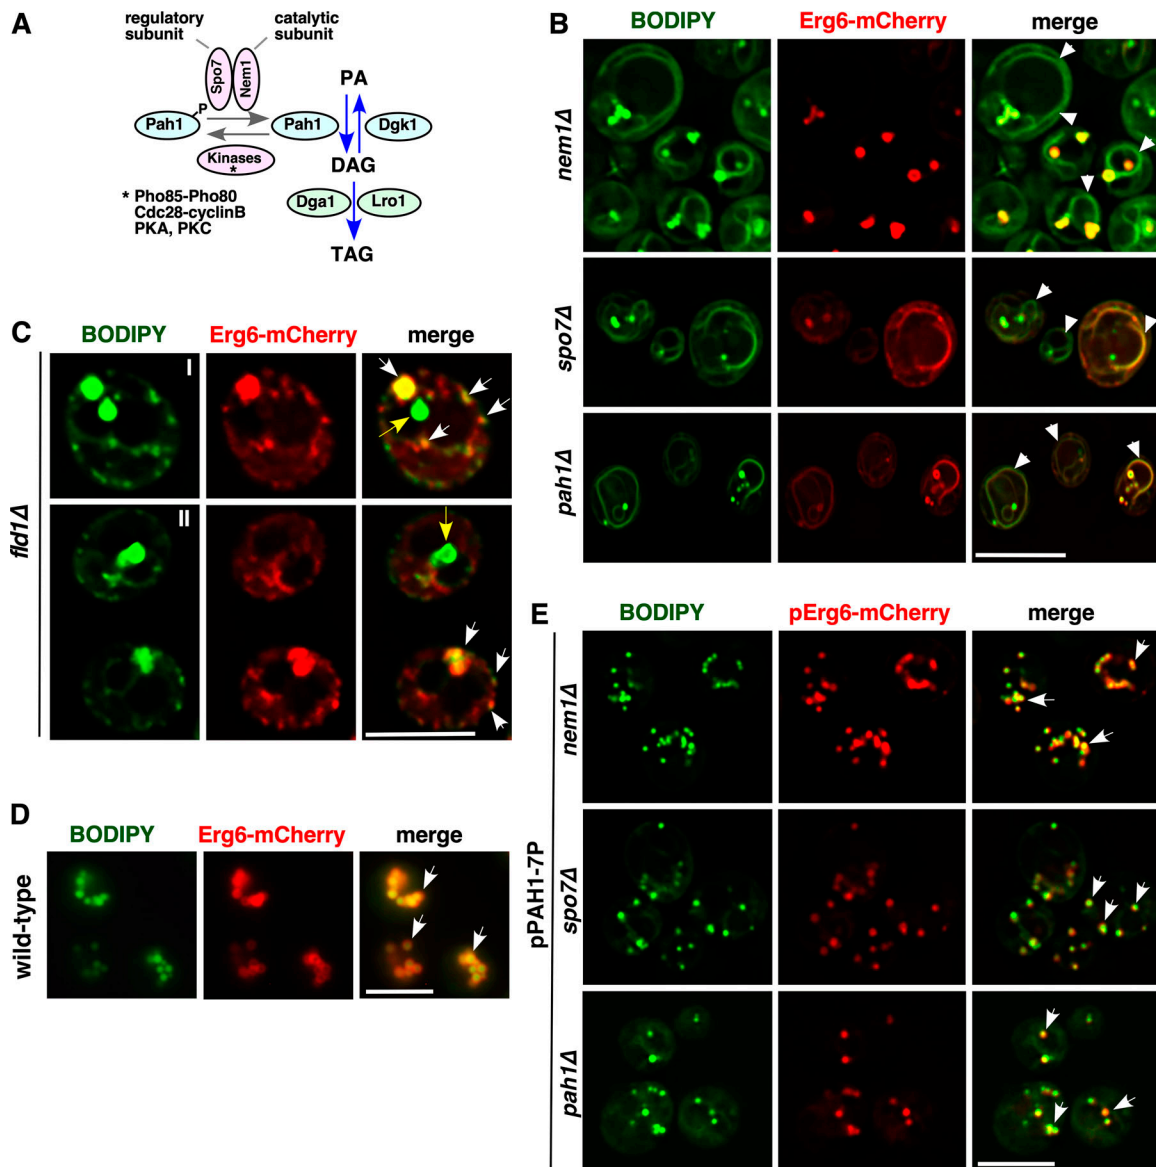 A
regulatory subunit
catalytic subunit
Spo7
Nem1
Pah1
P
Pah1
PA
Dgk1
Kinases
*
DAG
* Pho85-Pho80
Cdc28-cyclinB
PKA, PKC
Dga1
Lro1
TAG
B
BODIPY
Erg6-mCherry
merge
nem1Δ
spo7Δ
pah1Δ
C
BODIPY
Erg6-mCherry
merge
fld1Δ
I
II
D
BODIPY
Erg6-mCherry
merge
wild-type
E
BODIPY
pErg6-mCherry
merge
pPAH1-7P
nem1Δ
spo7Δ
pah1Δ